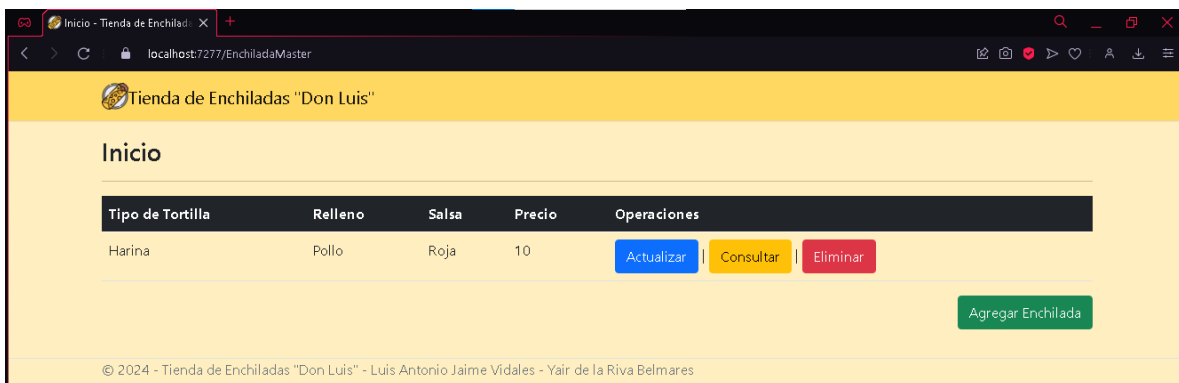 Inicio - Tienda de Enchilada
localhost:7277/EnchiladaMaster
Tienda de Enchiladas "Don Luis"
Inicio
Tipo de Tortilla Relleno Salsa Precio Operaciones
Harina Pollo Roja 10 Actualizar | Consultar | Eliminar
Agregar Enchilada
© 2024 - Tienda de Enchiladas "Don Luis" - Luis Antonio Jaime Vidales - Yair de la Riva Belmares